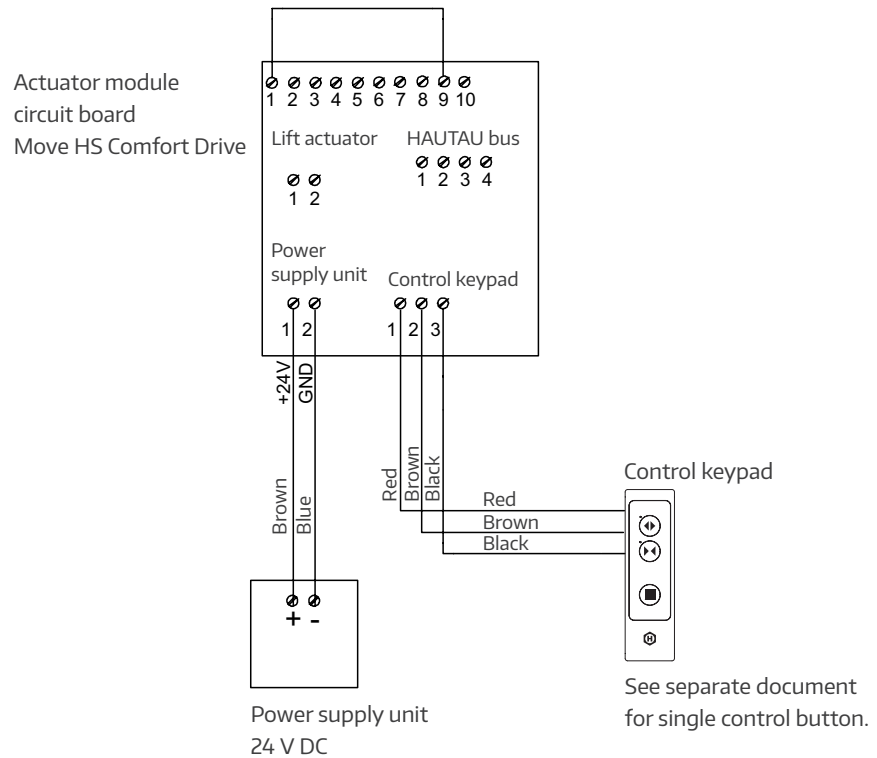 Actuator module
circuit board
Move HS Comfort Drive
1 2 3 4 5 6 7 8 9 10
Lift actuator
HAUTAU bus
1 2 3 4
1 2
Power
supply unit
Control keypad
1 2
1 2 3
+24V
GND
Brown
Blue
Red
Brown
Black
Control keypad
Red
Brown
Black
H
+ -
Power supply unit
24 V DC
See separate document
for single control button.